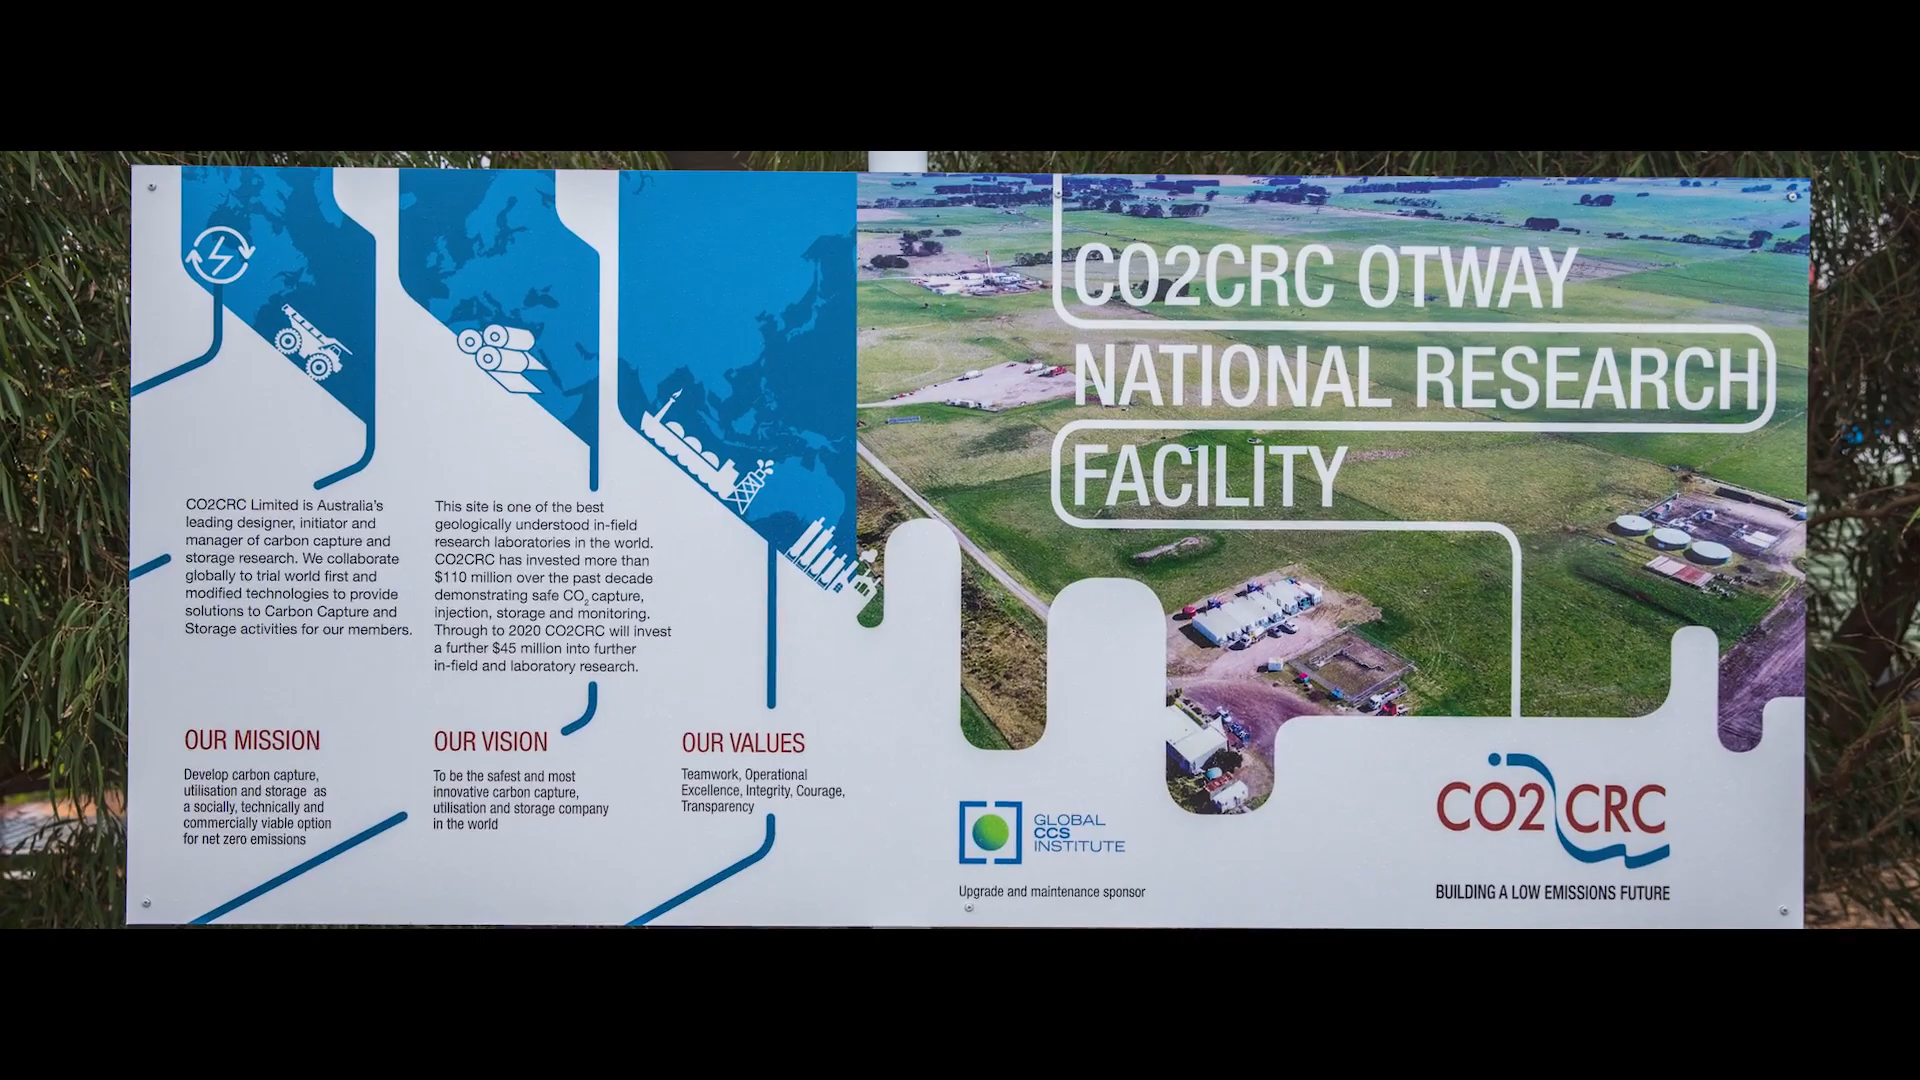 CO2CRC Limited is Australia's
leading designer, initiator and
manager of carbon capture and
storage research. We collaborate
globally to trial world first and
modified technologies to provide
solutions to Carbon Capture and
Storage activities for our members.
This site is one of the best
geologically understood in-field
research laboratories in the world.
CO2CRC has invested more than
$110 million over the past decade
demonstrating safe CO₂ capture,
injection, storage and monitoring.
Through to 2020 CO2CRC will invest
a further $45 million into further
in-field and laboratory research.
OUR MISSION
Develop carbon capture,
utilisation and storage as
a socially, technically and
commercially viable option
for net zero emissions
OUR VISION
To be the safest and most
innovative carbon capture,
utilisation and storage company
in the world
OUR VALUES
Teamwork, Operational
Excellence, Integrity, Courage,
Transparency
CO2CRC OTWAY
NATIONAL RESEARCH
FACILITY
GLOBAL
CCS
INSTITUTE
Upgrade and maintenance sponsor
CO2CRC
BUILDING A LOW EMISSIONS FUTURE